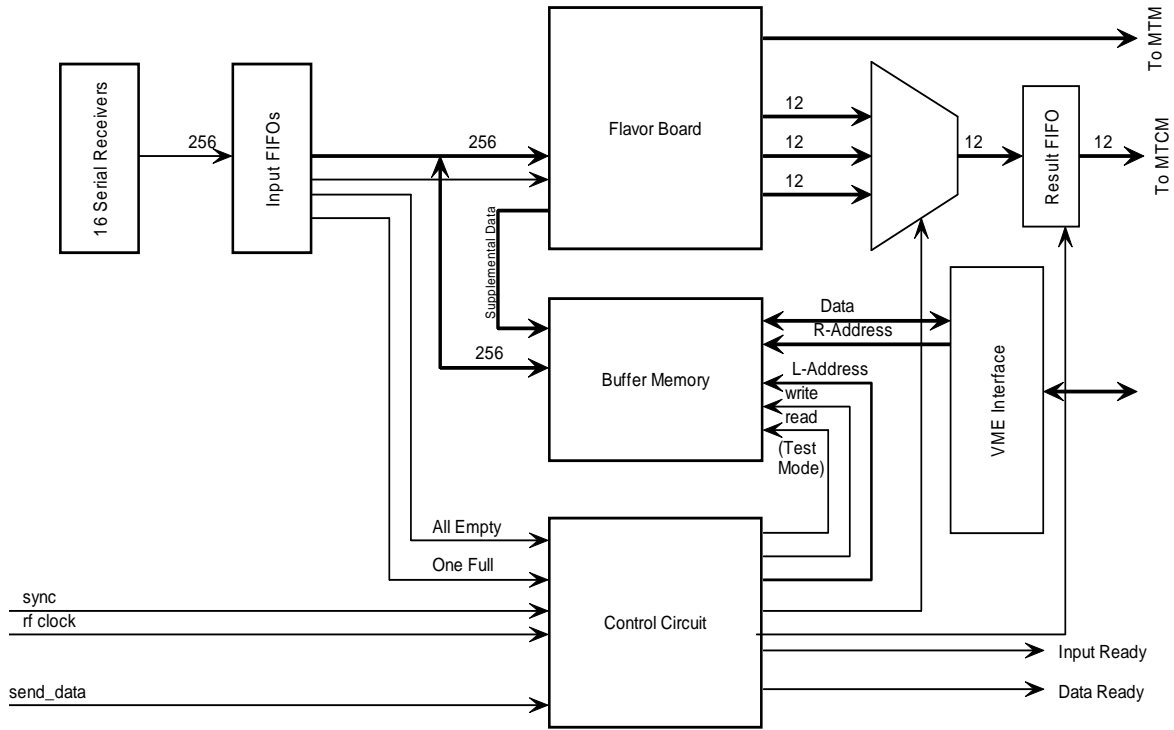 To MTM
16 Serial Receivers
256
Input FIFOs
256
Flavor Board
12
12
12
12
Result FIFO
12
To MTCM
Supplemental Data
256
Buffer Memory
Data
R-Address
L-Address
write
read
(Test
Mode)
VME Interface
All Empty
One Full
sync
rf clock
send_data
Control Circuit
Input Ready
Data Ready